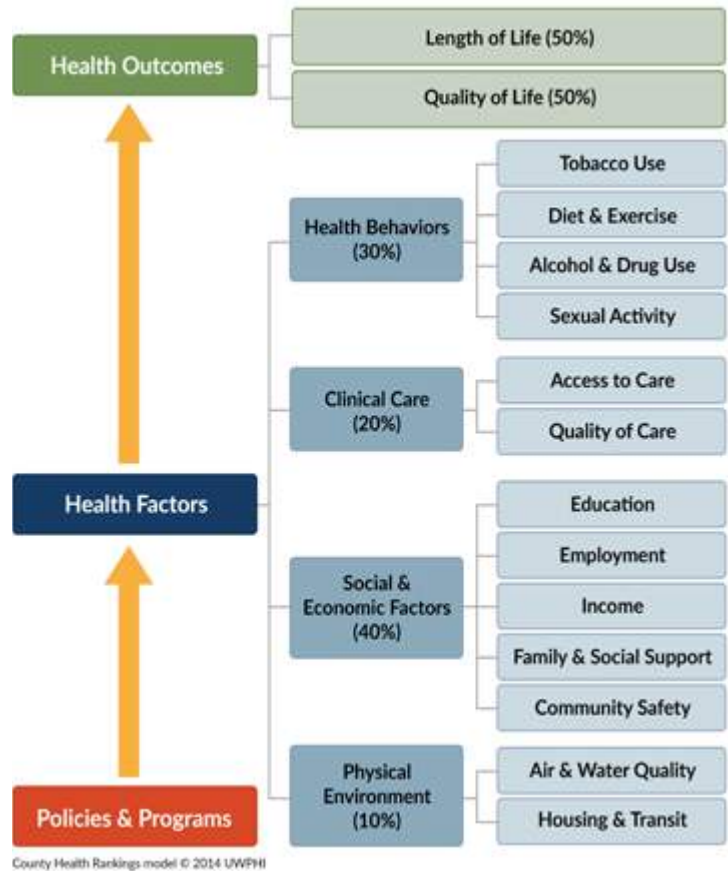 Health Outcomes
Length of Life (50%)
Quality of Life (50%)
Health Behaviors
(30%)
Tobacco Use
Diet & Exercise
Alcohol & Drug Use
Sexual Activity
Clinical Care
(20%)
Access to Care
Quality of Care
Health Factors
Social &
Economic Factors
(40%)
Education
Employment
Income
Family & Social Support
Community Safety
Physical
Environment
(10%)
Air & Water Quality
Housing & Transit
Policies & Programs
County Health Rankings model © 2014 UWPHI